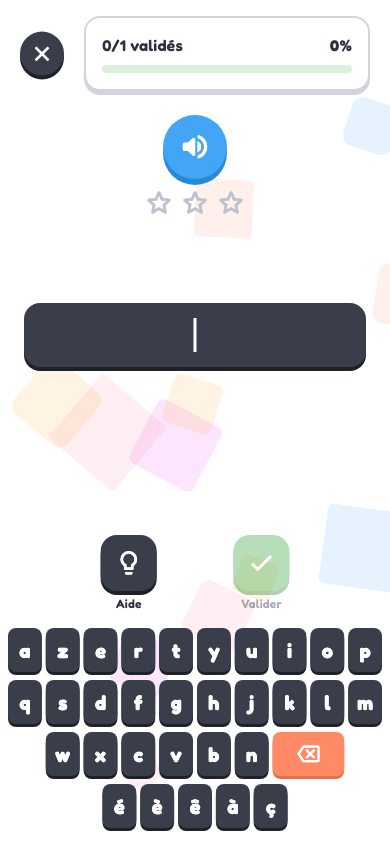 0/1 validés 0%
Aide Valider
a z e r t y u i o p
q s d f g h j k l m
w x c v b n
é è ê à ç